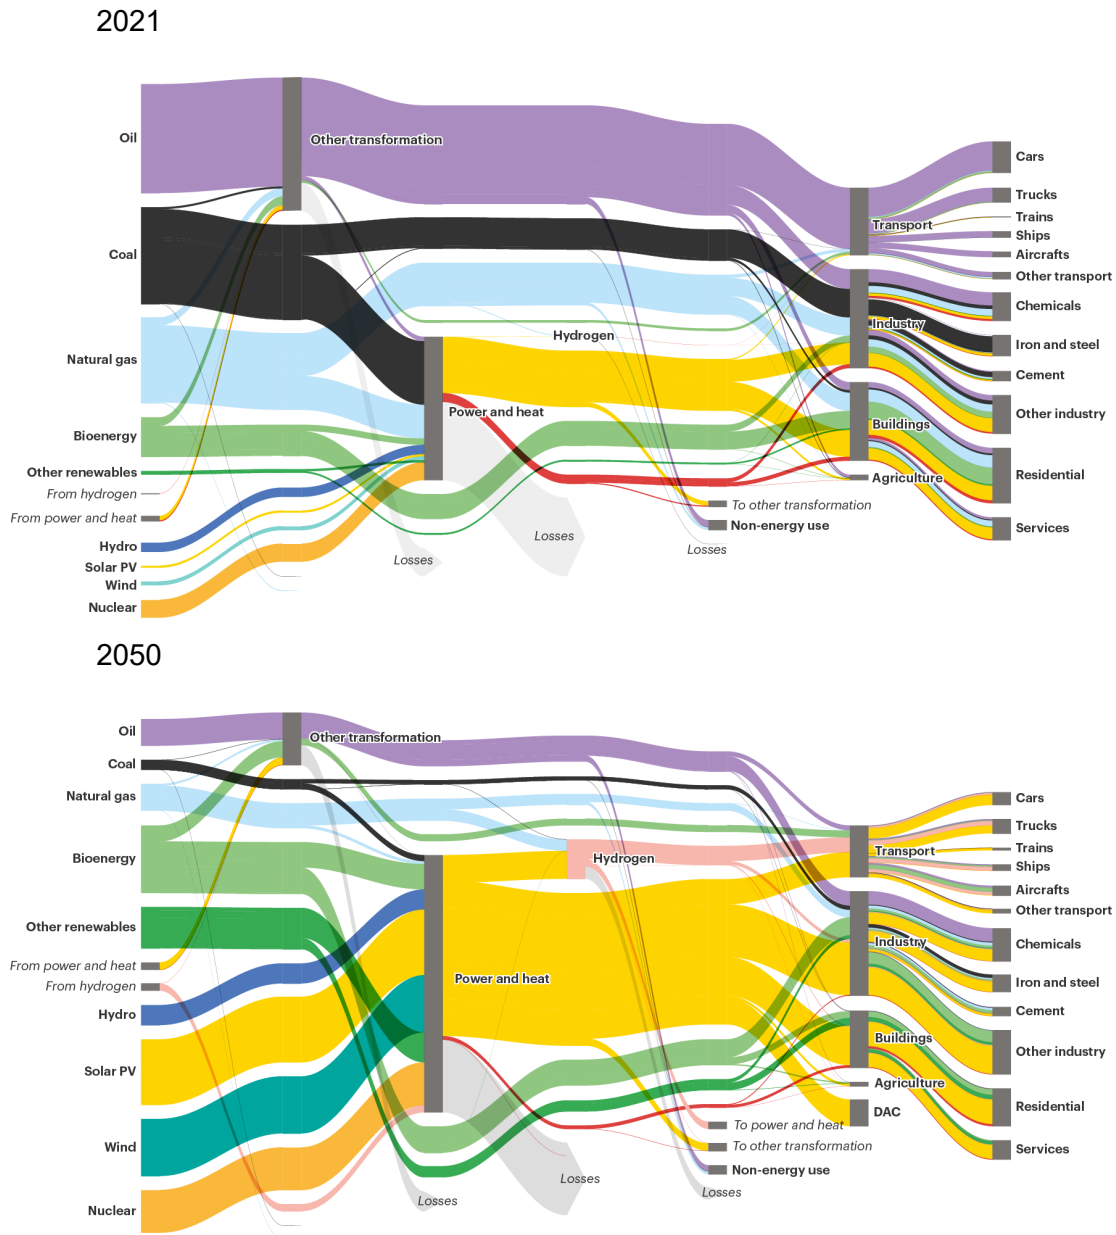 2021
Oil
Other transformation
Cars
Trucks
Trains
Transport
Ships
Coal
Aircrafts
Other transport
Chemicals
Industry
Hydrogen
Iron and steel
Natural gas
Cement
Power and heat
Other industry
Buildings
Bioenergy
Other renewables
Residential
Agriculture
From hydrogen
To other transformation
From power and heat
Non-energy use
Services
Losses
Hydro
Losses
Losses
Solar PV
Wind
Nuclear
2050
Oil
Other transformation
Coal
Natural gas
Cars
Trucks
Trains
Transport
Bioenergy
Hydrogen
Ships
Aircrafts
Other transport
Other renewables
Industry
Chemicals
From power and heat
Power and heat
Iron and steel
From hydrogen
Hydro
Cement
Buildings
Other industry
Solar PV
Agriculture
Residential
DAC
To power and heat
Wind
To other transformation
Services
Non-energy use
Losses
Losses
Losses
Nuclear